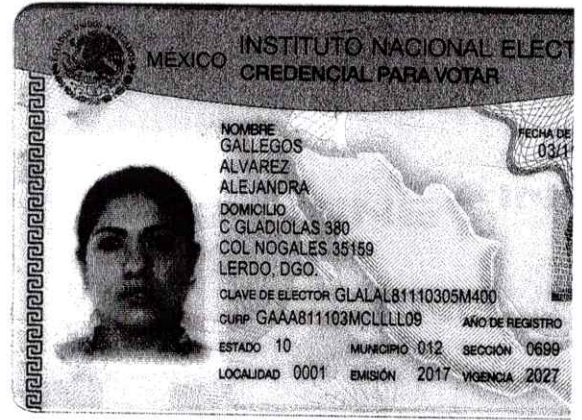 MÉXICO
INSTITUTO NACIONAL ELECT
CREDENCIAL PARA VOTAR
NOMBRE
GALLEGOS
ALVAREZ
ALEJANDRA
FECHA DE
03/1
DOMICILIO
C GLADIOLAS 380
COL NOGALES 35159
LERDO, DGO.
CLAVE DE ELECTOR GLALAL81110305M400
CURP GAAA811103MCLLLL09 AÑO DE REGISTRO
ESTADO 10 MUNICIPIO 012 SECCIÓN 0699
LOCALIDAD 0001 EMISIÓN 2017 VIGENCIA 2027